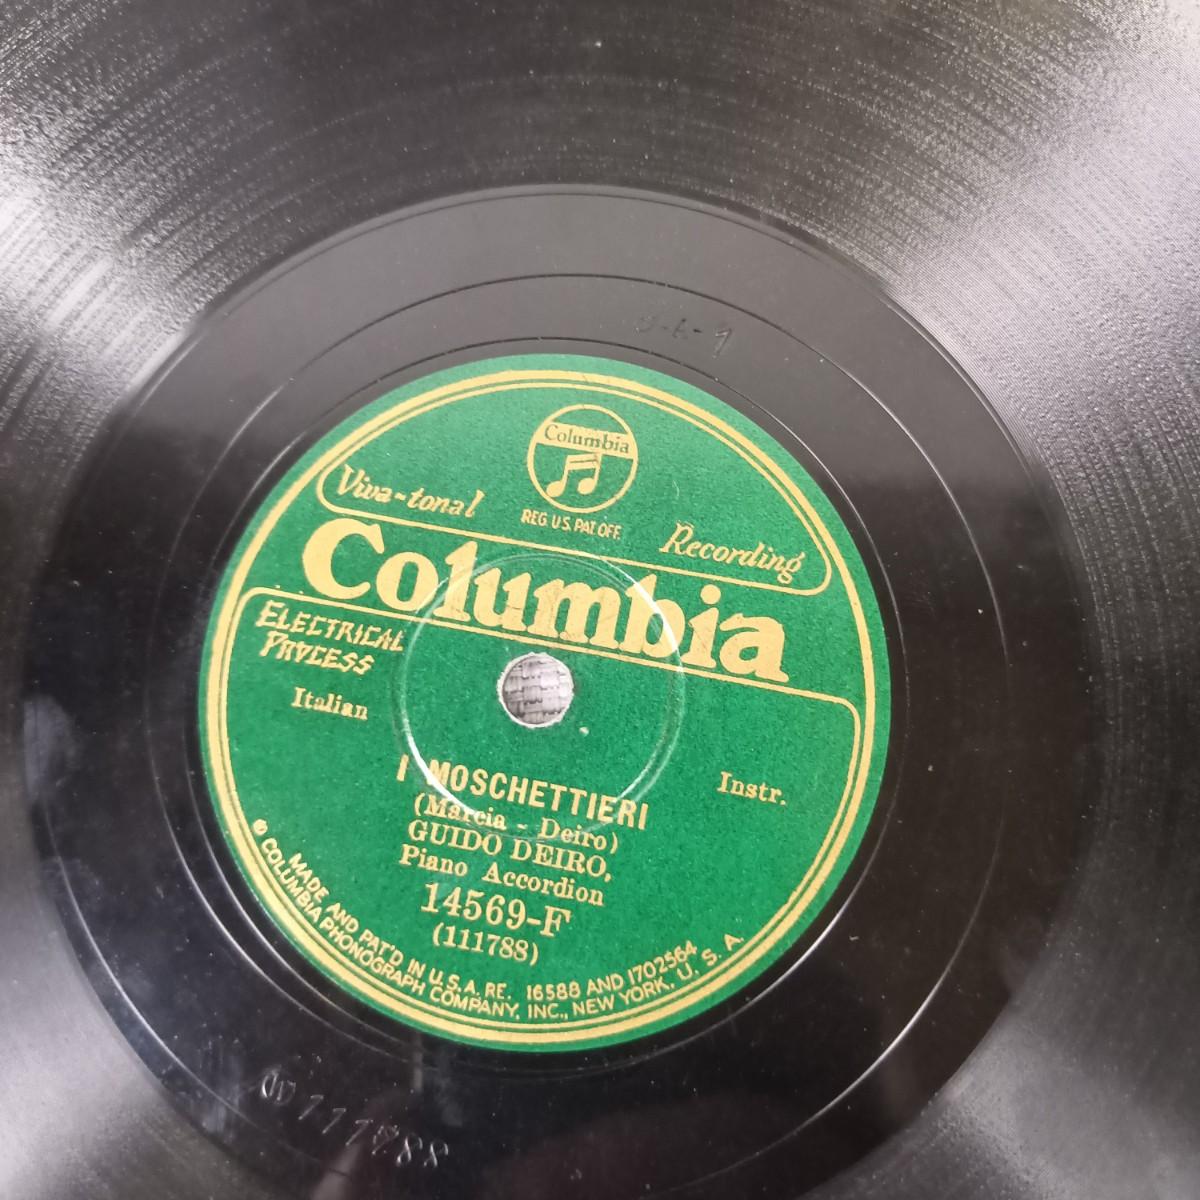 Columbia
REG. U.S. PAT. OFF.
Viva-tonal Recording
Columbia
ELECTRICAL
PROCESS
Italian
Instr.
I MOSCHETTIERI
(Marcia - Deiro)
GUIDO DEIRO,
Piano Accordion
14569-F
(111788)
MADE AND PAT'D IN U.S.A. RE. 16588 AND 1702564
COLUMBIA PHONOGRAPH COMPANY, INC., NEW YORK, U. S. A.
W111788